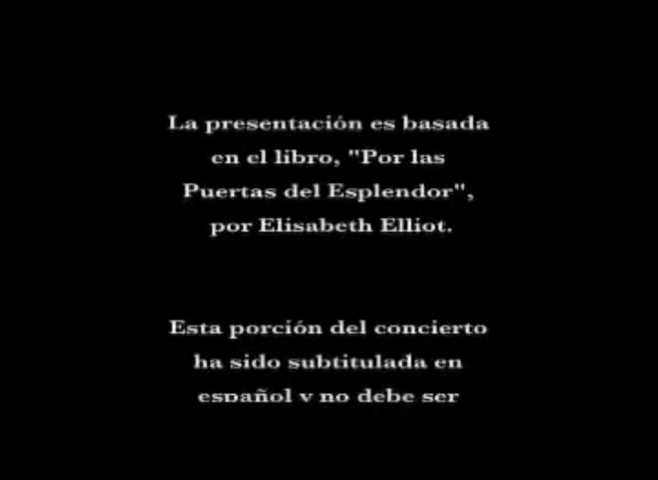 La presentación es basada
en el libro, "Por las
Puertas del Esplendor",
por Elisabeth Elliot.
Esta porción del concierto
ha sido subtitulada en
español y no debe ser